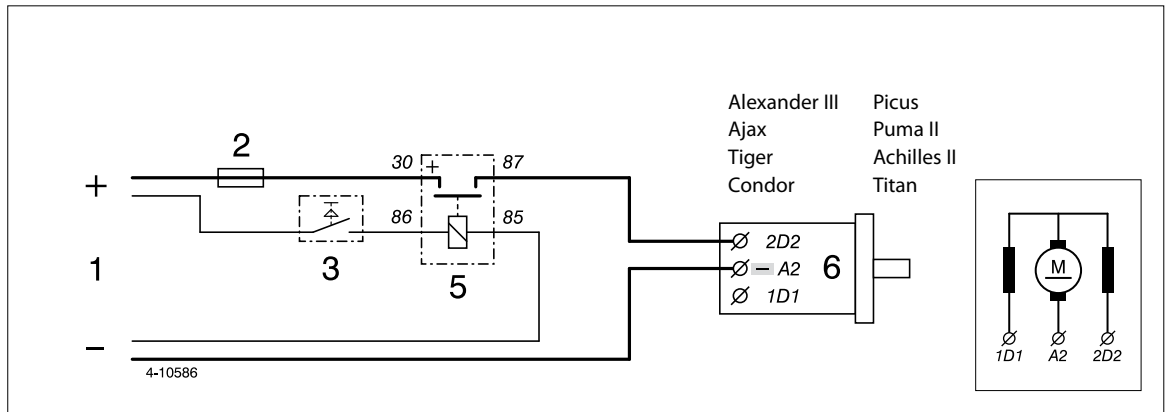 Alexander III Picus
Ajax Puma II
Tiger Achilles II
Condor Titan
2
30 + 87
+
86 85
3
5
1
2D2
− A2 6
1D1
−
4-10586
M
1D1 A2 2D2